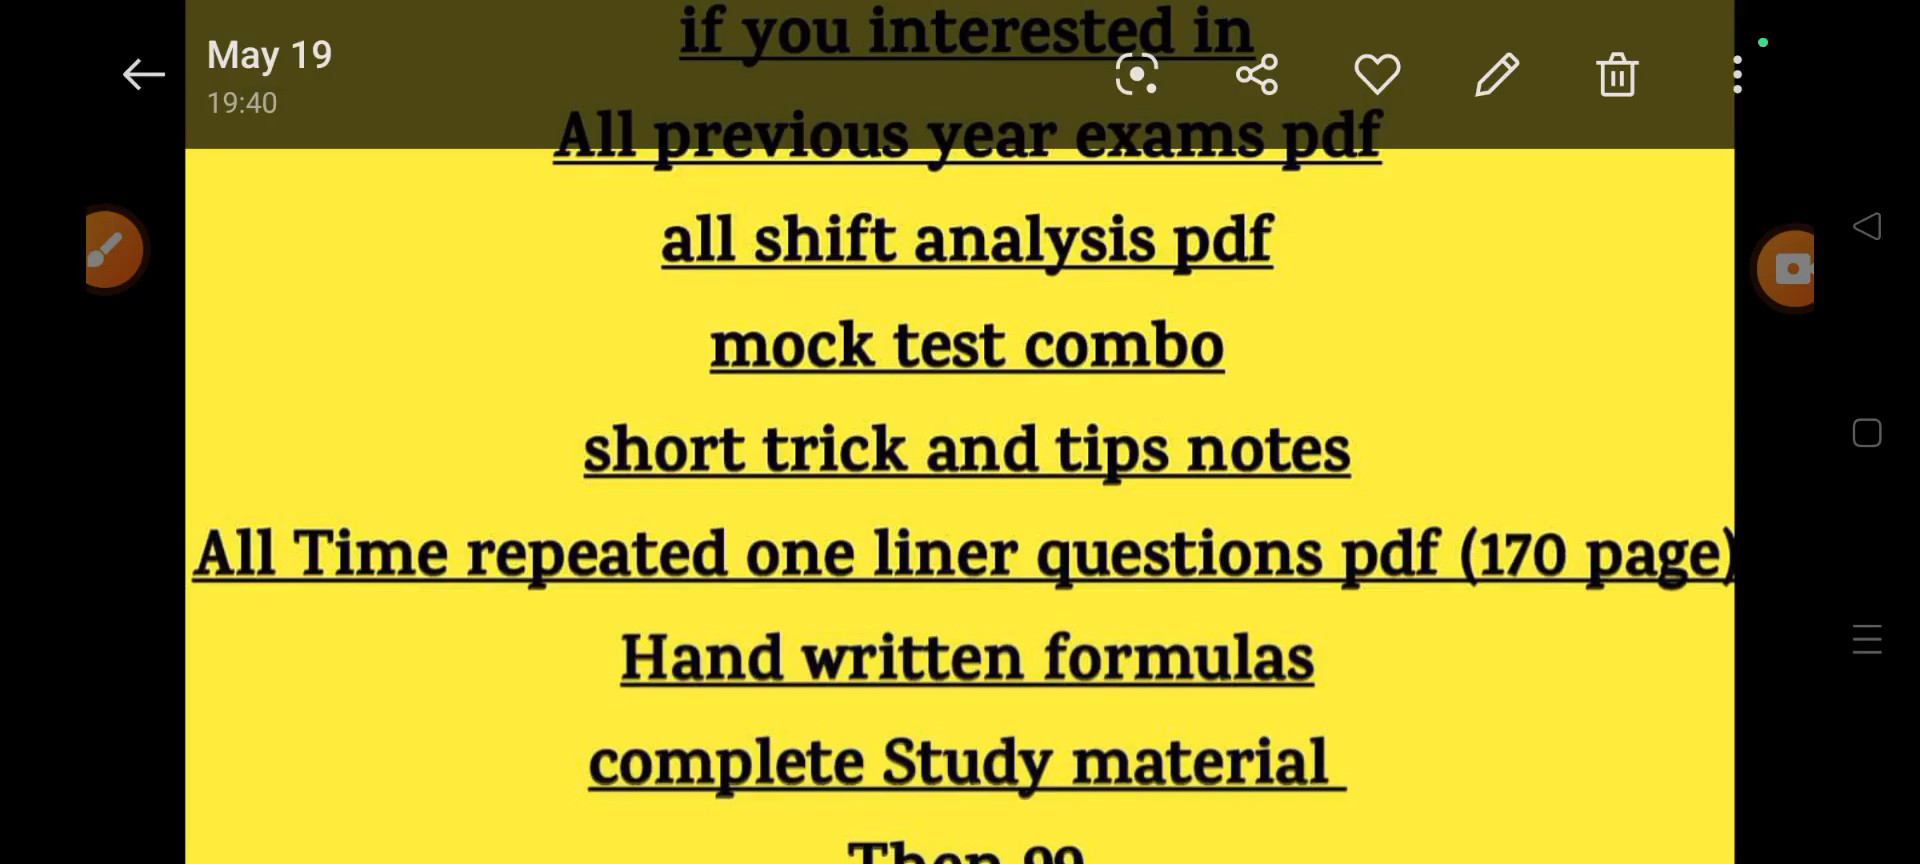 if you interested in
May 19
19:40
All previous year exams pdf
all shift analysis pdf
mock test combo
short trick and tips notes
All Time repeated one liner questions pdf (170 page)
Hand written formulas
complete Study material